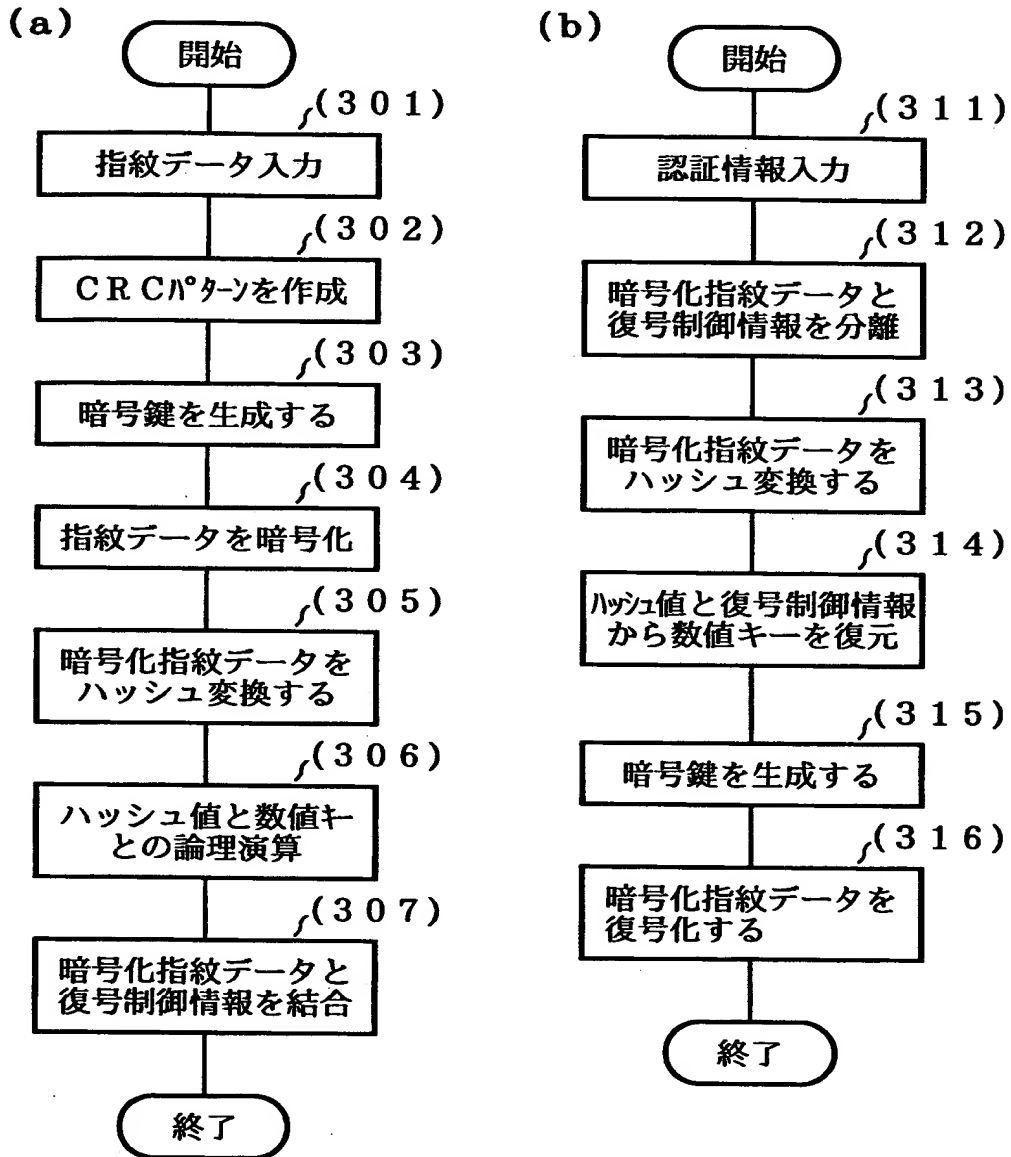 (a)
開始
(301)
指紋データ入力
(302)
CRCパターンを作成
(303)
暗号鍵を生成する
(304)
指紋データを暗号化
(305)
暗号化指紋データを
ハッシュ変換する
(306)
ハッシュ値と数値キー
との論理演算
(307)
暗号化指紋データと
復号制御情報を結合
終了
(b)
開始
(311)
認証情報入力
(312)
暗号化指紋データと
復号制御情報を分離
(313)
暗号化指紋データを
ハッシュ変換する
(314)
ハッシュ値と復号制御情報
から数値キーを復元
(315)
暗号鍵を生成する
(316)
暗号化指紋データを
復号化する
終了